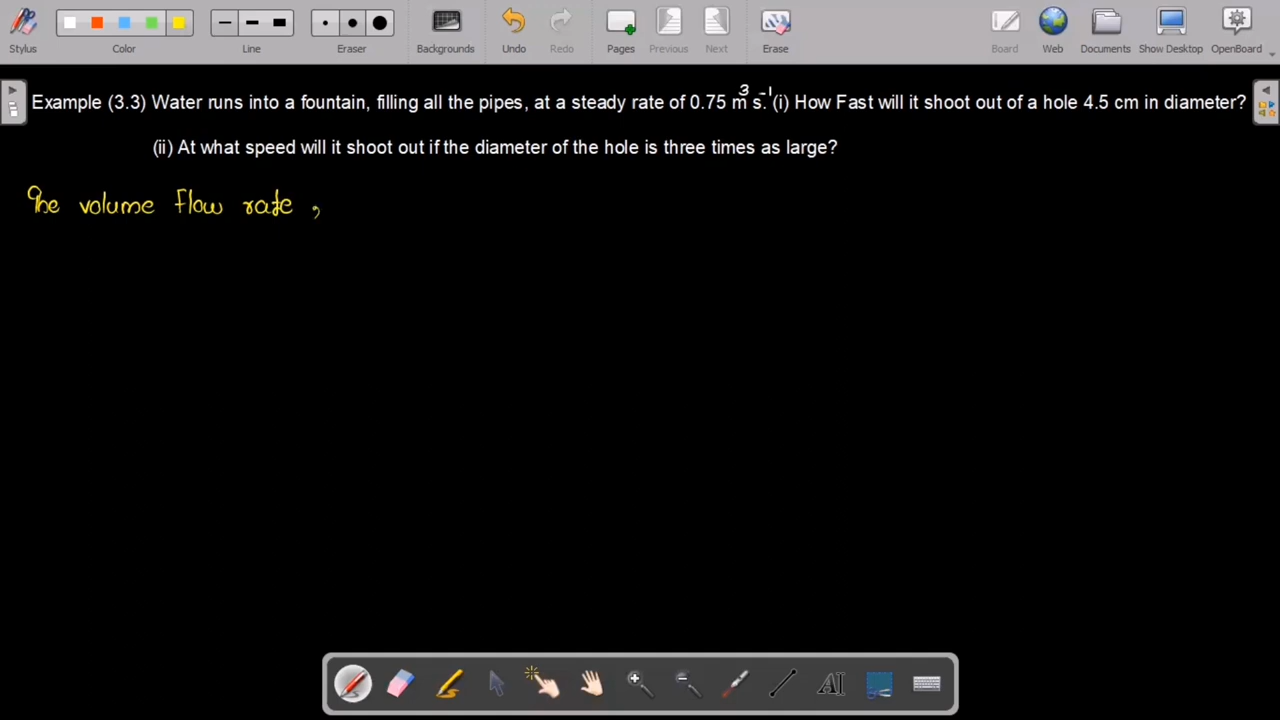 Stylus
Color
Line
Eraser
Backgrounds
Undo
Redo
Pages
Previous
Next
Erase
Board
Web
Documents
Show Desktop
OpenBoard
Example (3.3) Water runs into a fountain, filling all the pipes, at a steady rate of 0.75 m³ s⁻¹. (i) How Fast will it shoot out of a hole 4.5 cm in diameter?
(ii) At what speed will it shoot out if the diameter of the hole is three times as large?
The volume flow rate ,
AI